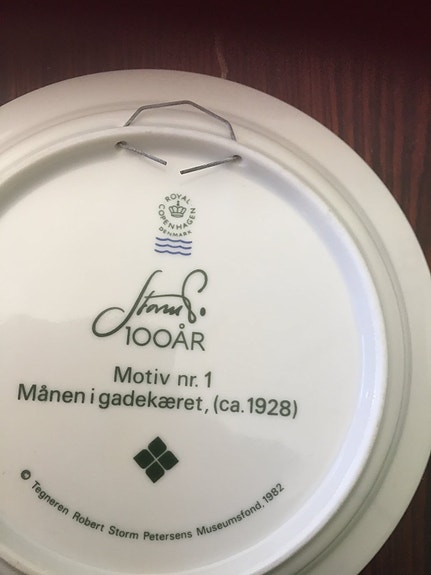 ROYAL
COPENHAGEN
DENMARK
Storm P.
100ÅR
Motiv nr. 1
Månen i gadekæret, (ca.1928)
© Tegneren Robert Storm Petersens Museumsfond, 1982